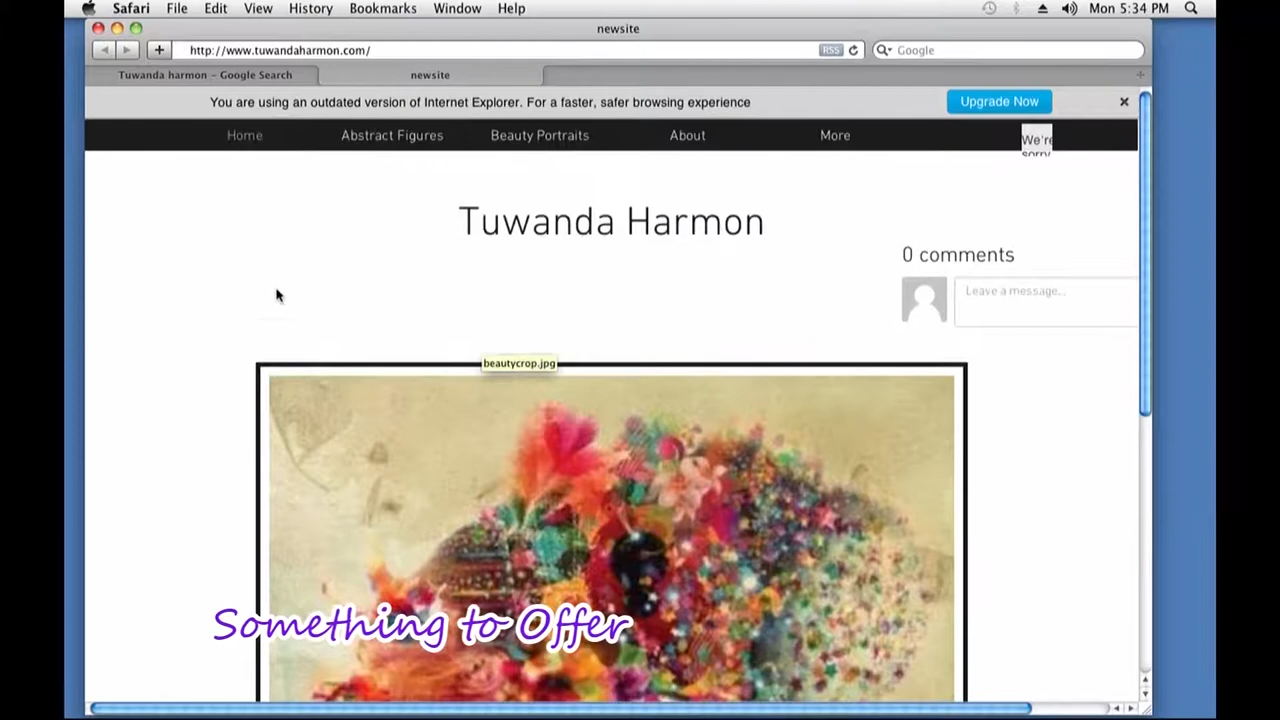 Safari File Edit View History Bookmarks Window Help Mon 5:34 PM
newsite
http://www.tuwandaharmon.com/ RSS Google
Tuwanda harmon – Google Search newsite
You are using an outdated version of Internet Explorer. For a faster, safer browsing experience Upgrade Now
Home Abstract Figures Beauty Portraits About More We're
sorry
Tuwanda Harmon
0 comments
Leave a message...
beautycrop.jpg
Something to Offer